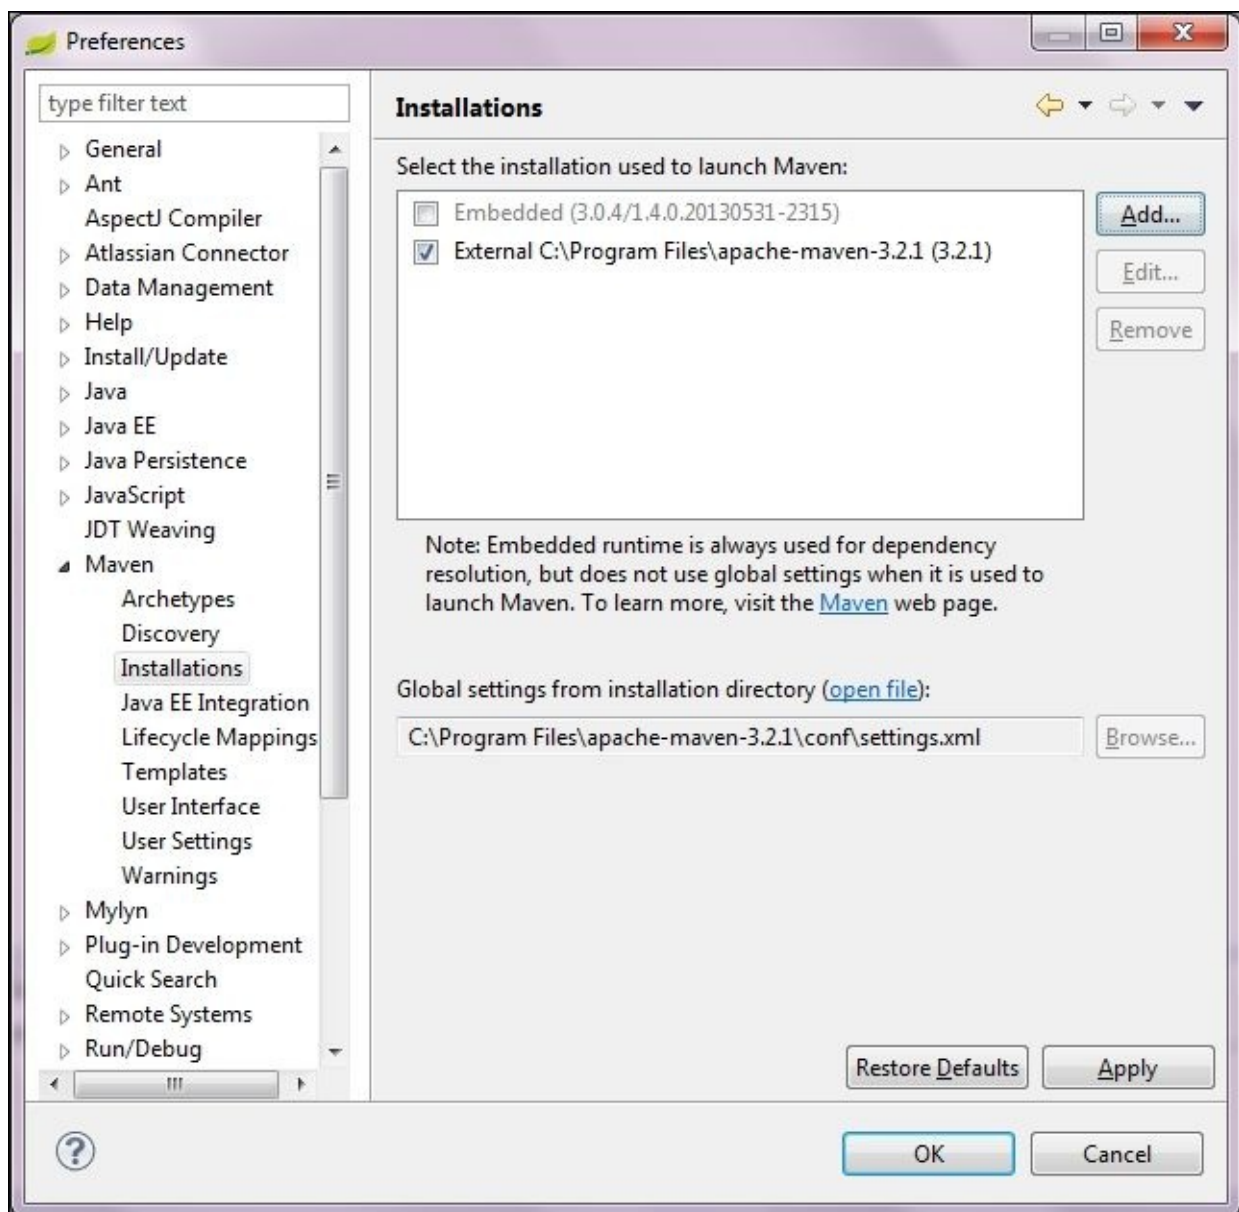 Preferences
type filter text
General
Ant
AspectJ Compiler
Atlassian Connector
Data Management
Help
Install/Update
Java
Java EE
Java Persistence
JavaScript
JDT Weaving
Maven
Archetypes
Discovery
Installations
Java EE Integration
Lifecycle Mappings
Templates
User Interface
User Settings
Warnings
Mylyn
Plug-in Development
Quick Search
Remote Systems
Run/Debug
Installations
Select the installation used to launch Maven:
Embedded (3.0.4/1.4.0.20130531-2315)
External C:\Program Files\apache-maven-3.2.1 (3.2.1)
Add...
Edit...
Remove
Note: Embedded runtime is always used for dependency
resolution, but does not use global settings when it is used to
launch Maven. To learn more, visit the Maven web page.
Global settings from installation directory (open file):
C:\Program Files\apache-maven-3.2.1\conf\settings.xml
Browse...
Restore Defaults
Apply
OK
Cancel